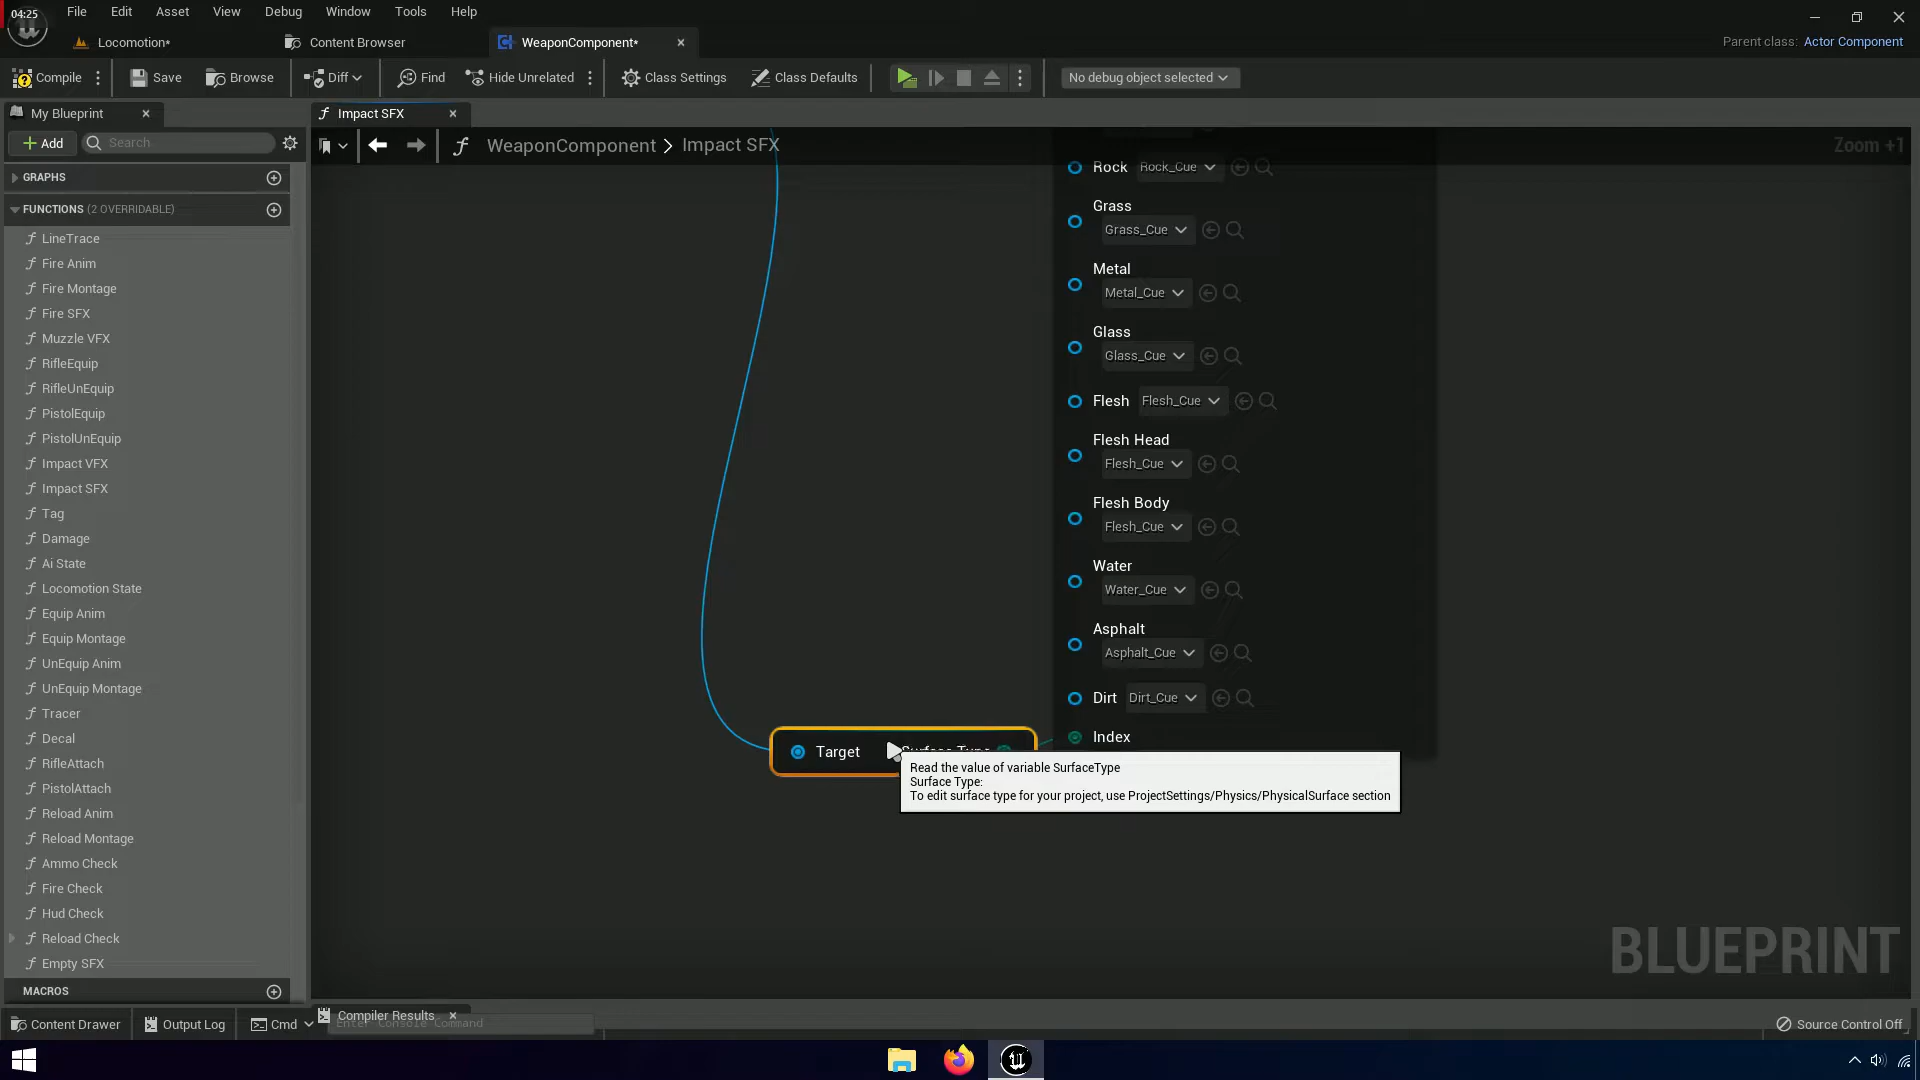 04:25
File Edit Asset View Debug Window Tools Help
Locomotion*
Content Browser
WeaponComponent*
Parent class: Actor Component
Compile
Save
Browse
Diff
Find
Hide Unrelated
Class Settings
Class Defaults
No debug object selected
My Blueprint
Impact SFX
Add
Search
WeaponComponent > Impact SFX
Zoom +1
GRAPHS
FUNCTIONS (2 OVERRIDABLE)
LineTrace
Fire Anim
Fire Montage
Fire SFX
Muzzle VFX
RifleEquip
RifleUnEquip
PistolEquip
PistolUnEquip
Impact VFX
Impact SFX
Tag
Damage
Ai State
Locomotion State
Equip Anim
Equip Montage
UnEquip Anim
UnEquip Montage
Tracer
Decal
RifleAttach
PistolAttach
Reload Anim
Reload Montage
Ammo Check
Fire Check
Hud Check
Reload Check
Empty SFX
MACROS
Rock Rock_Cue
Grass
Grass_Cue
Metal
Metal_Cue
Glass
Glass_Cue
Flesh Flesh_Cue
Flesh Head
Flesh_Cue
Flesh Body
Flesh_Cue
Water
Water_Cue
Asphalt
Asphalt_Cue
Dirt Dirt_Cue
Index
Target Surface Type
Read the value of variable SurfaceType
Surface Type:
To edit surface type for your project, use ProjectSettings/Physics/PhysicalSurface section
BLUEPRINT
Compiler Results
Content Drawer
Output Log
Cmd
Enter Console Command
Source Control Off